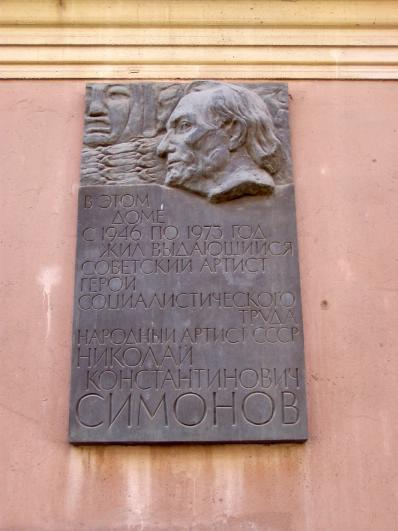 В ЭТОМ
ДОМЕ
С 1946 ПО 1973 ГОД
ЖИЛ ВЫДАЮЩИЙСЯ
СОВЕТСКИЙ АРТИСТ
ГЕРОЙ
СОЦИАЛИСТИЧЕСКОГО
ТРУДА
НАРОДНЫЙ АРТИСТ СССР
НИКОЛАЙ
КОНСТАНТИНОВИЧ
СИМОНОВ